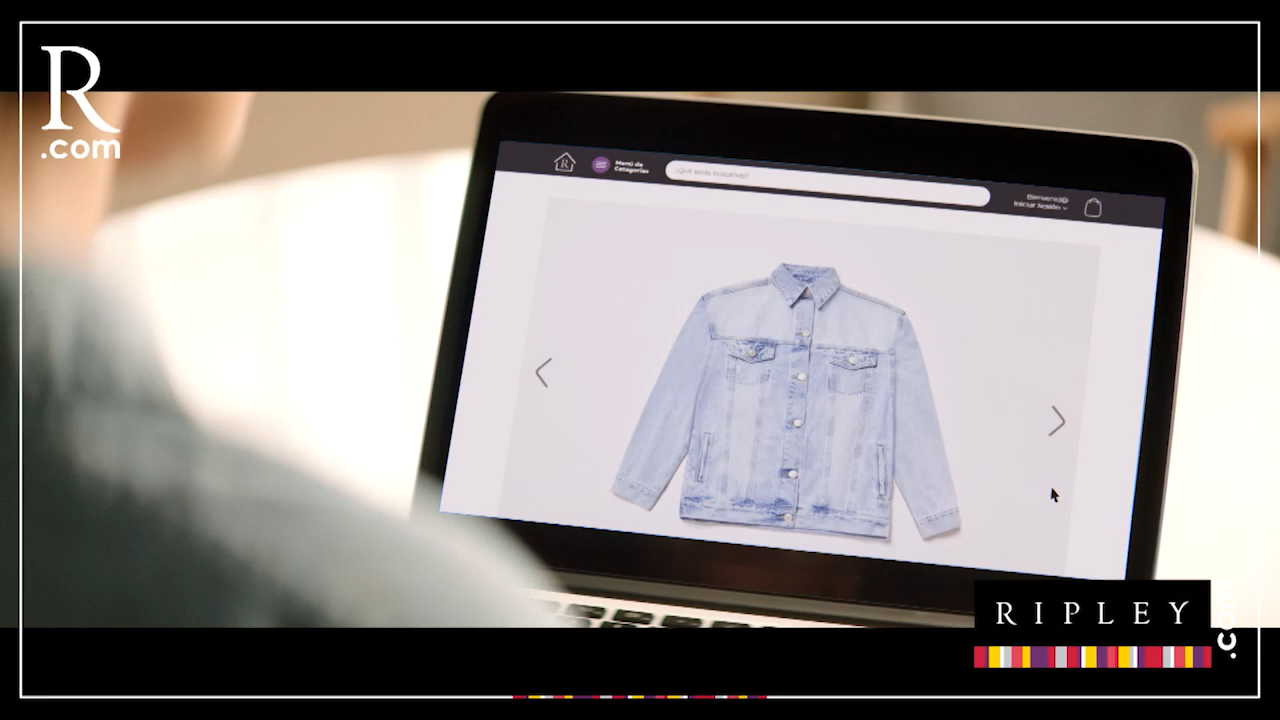 R
.com
R
Menú de
Categorías
¿Qué estás buscando?
Bienvenid@
Iniciar Sesión
RIPLEY
.com